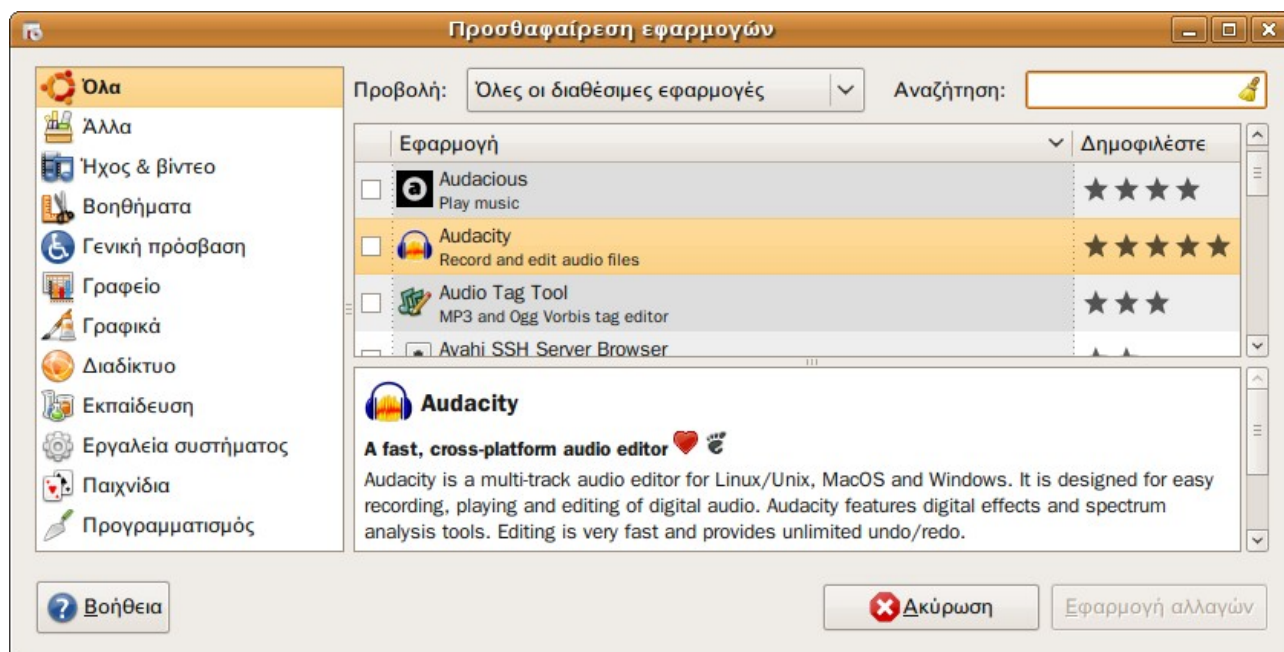 Προσθαφαίρεση εφαρμογών
Όλα
Άλλα
Ήχος & βίντεο
Βοηθήματα
Γενική πρόσβαση
Γραφείο
Γραφικά
Διαδίκτυο
Εκπαίδευση
Εργαλεία συστήματος
Παιχνίδια
Προγραμματισμός
Προβολή: Όλες οι διαθέσιμες εφαρμογές Αναζήτηση:
Εφαρμογή Δημοφιλέστε
Audacious
Play music
Audacity
Record and edit audio files
Audio Tag Tool
MP3 and Ogg Vorbis tag editor
Avahi SSH Server Browser
Audacity
A fast, cross-platform audio editor
Audacity is a multi-track audio editor for Linux/Unix, MacOS and Windows. It is designed for easy
recording, playing and editing of digital audio. Audacity features digital effects and spectrum
analysis tools. Editing is very fast and provides unlimited undo/redo.
Βοήθεια Ακύρωση Εφαρμογή αλλαγών